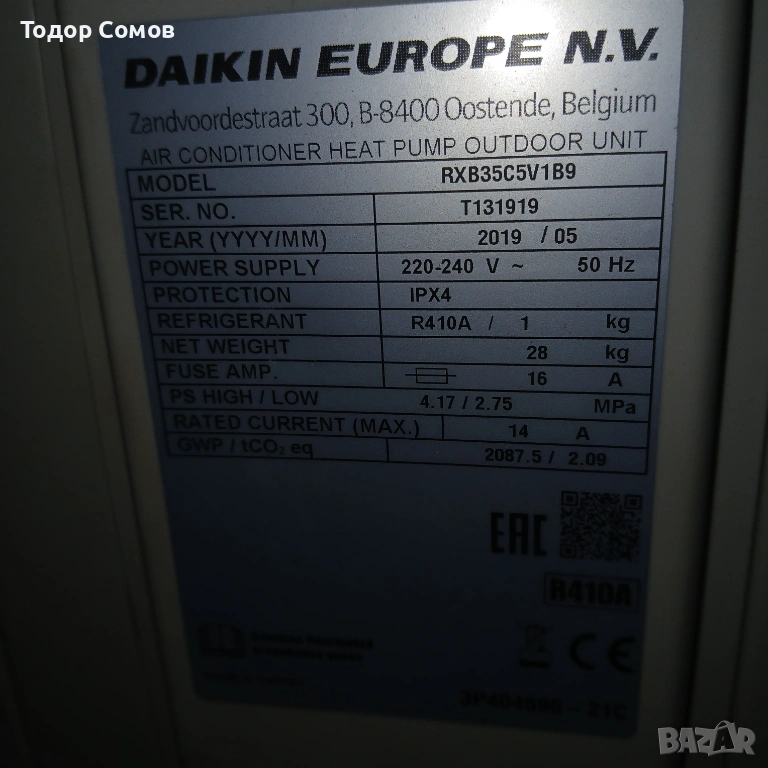 Тодор Сомов
DAIKIN EUROPE N.V.
Zandvoordestraat 300, B-8400 Oostende, Belgium
AIR CONDITIONER HEAT PUMP OUTDOOR UNIT
MODEL RXB35C5V1B9
SER. NO. T131919
YEAR (YYYY/MM) 2019 / 05
POWER SUPPLY 220-240 V ~ 50 Hz
PROTECTION IPX4
REFRIGERANT R410A / 1 kg
NET WEIGHT 28 kg
FUSE AMP. 16 A
PS HIGH / LOW 4.17 / 2.75 MPa
RATED CURRENT (MAX.) 14 A
GWP / tCO₂ eq 2087.5 / 2.09
EAC
R410A
CE
BAZAR